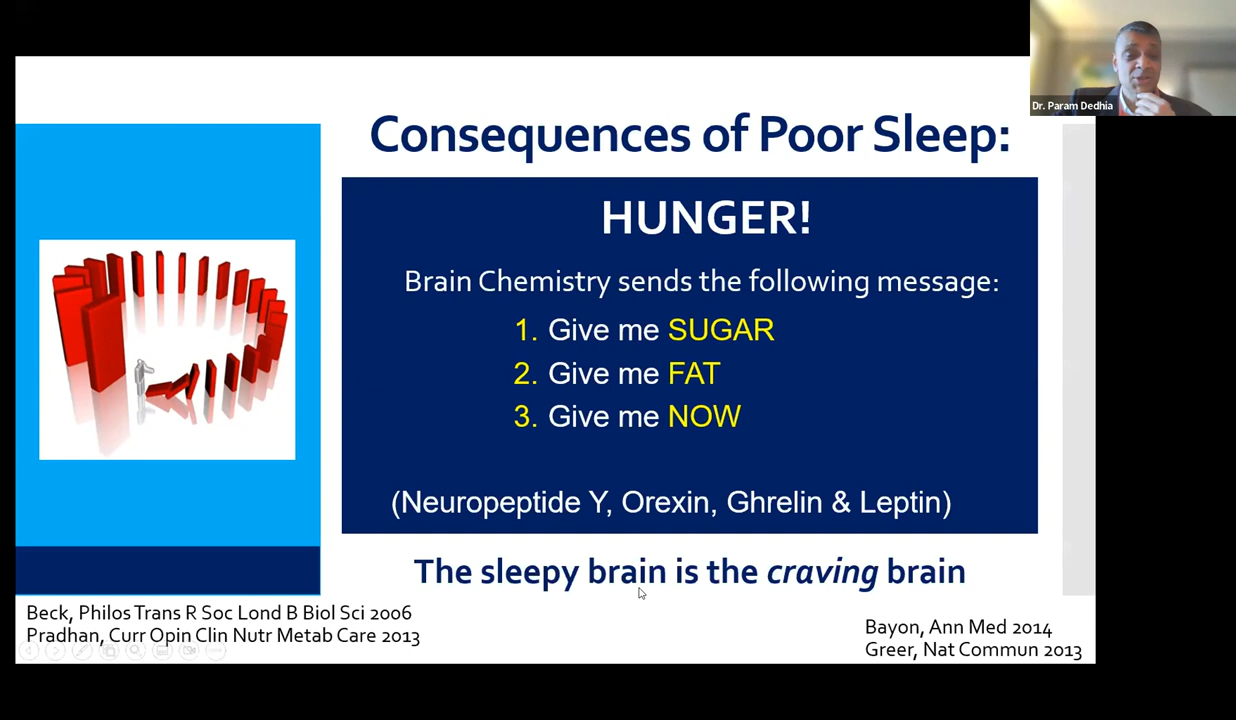 Dr. Param Dedhia
Consequences of Poor Sleep:
HUNGER!
Brain Chemistry sends the following message:
1. Give me SUGAR
2. Give me FAT
3. Give me NOW
(Neuropeptide Y, Orexin, Ghrelin & Leptin)
The sleepy brain is the craving brain
Beck, Philos Trans R Soc Lond B Biol Sci 2006
Pradhan, Curr Opin Clin Nutr Metab Care 2013
Bayon, Ann Med 2014
Greer, Nat Commun 2013